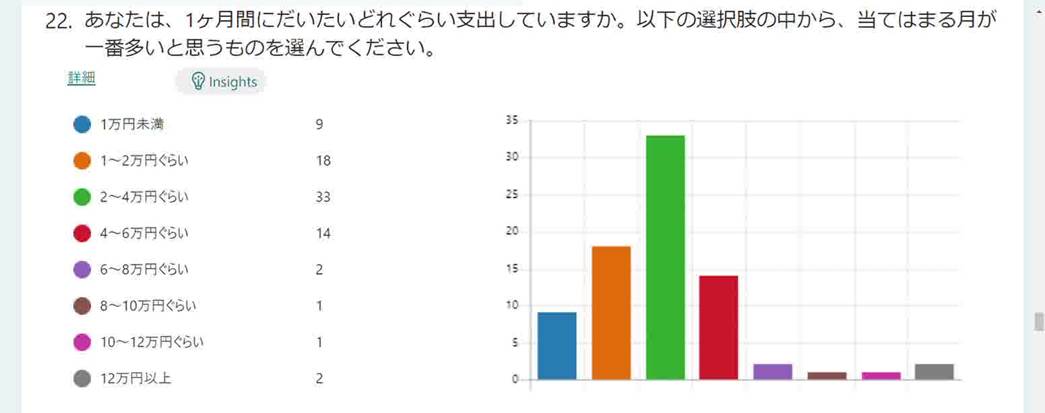 22. あなたは、1ヶ月間にだいたいどれぐらい支出していますか。以下の選択肢の中から、当てはまる月が
一番多いと思うものを選んでください。
詳細 Insights
1万円未満 9
1〜2万円ぐらい 18
2〜4万円ぐらい 33
4〜6万円ぐらい 14
6〜8万円ぐらい 2
8〜10万円ぐらい 1
10〜12万円ぐらい 1
12万円以上 2
35
30
25
20
15
10
5
0